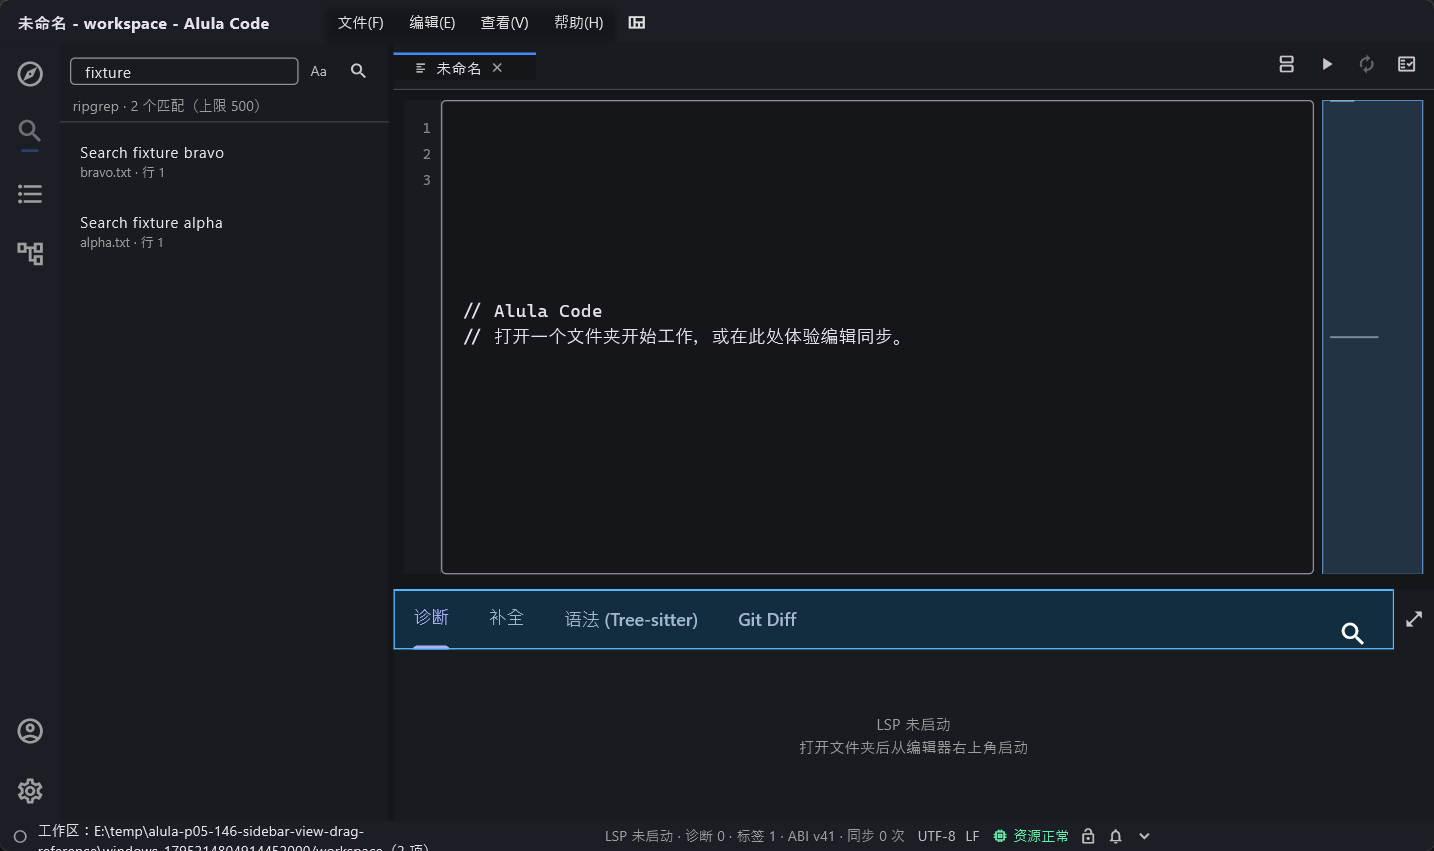 未命名 - workspace - Alula Code
文件(F) 编辑(E) 查看(V) 帮助(H)
fixture
Aa
ripgrep · 2 个匹配（上限 500）
Search fixture bravo
bravo.txt · 行 1
Search fixture alpha
alpha.txt · 行 1
未命名
1
2
3
// Alula Code
// 打开一个文件夹开始工作，或在此处体验编辑同步。
诊断 补全 语法 (Tree-sitter) Git Diff
LSP 未启动
打开文件夹后从编辑器右上角启动
工作区：E:\temp\alula-p05-146-sidebar-view-drag-
reference\windows-1795214804914452000/workspace（2 项）
LSP 未启动 · 诊断 0 · 标签 1 · ABI v41 · 同步 0 次 UTF-8 LF 资源正常